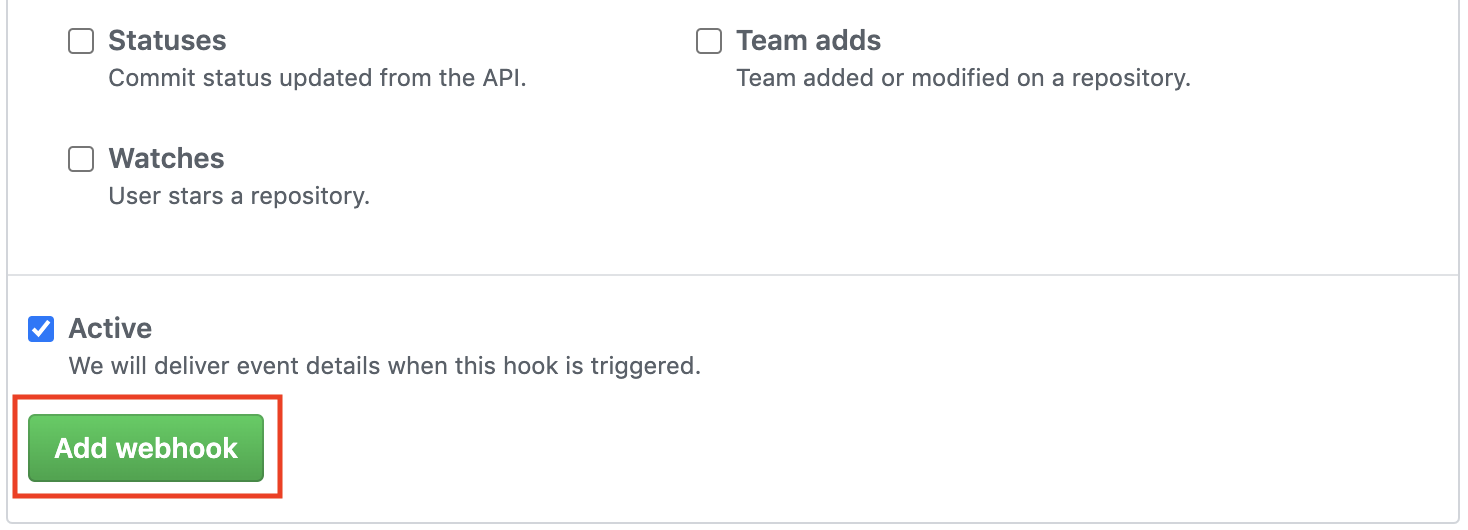 Statuses
Commit status updated from the API.
Team adds
Team added or modified on a repository.
Watches
User stars a repository.
Active
We will deliver event details when this hook is triggered.
Add webhook